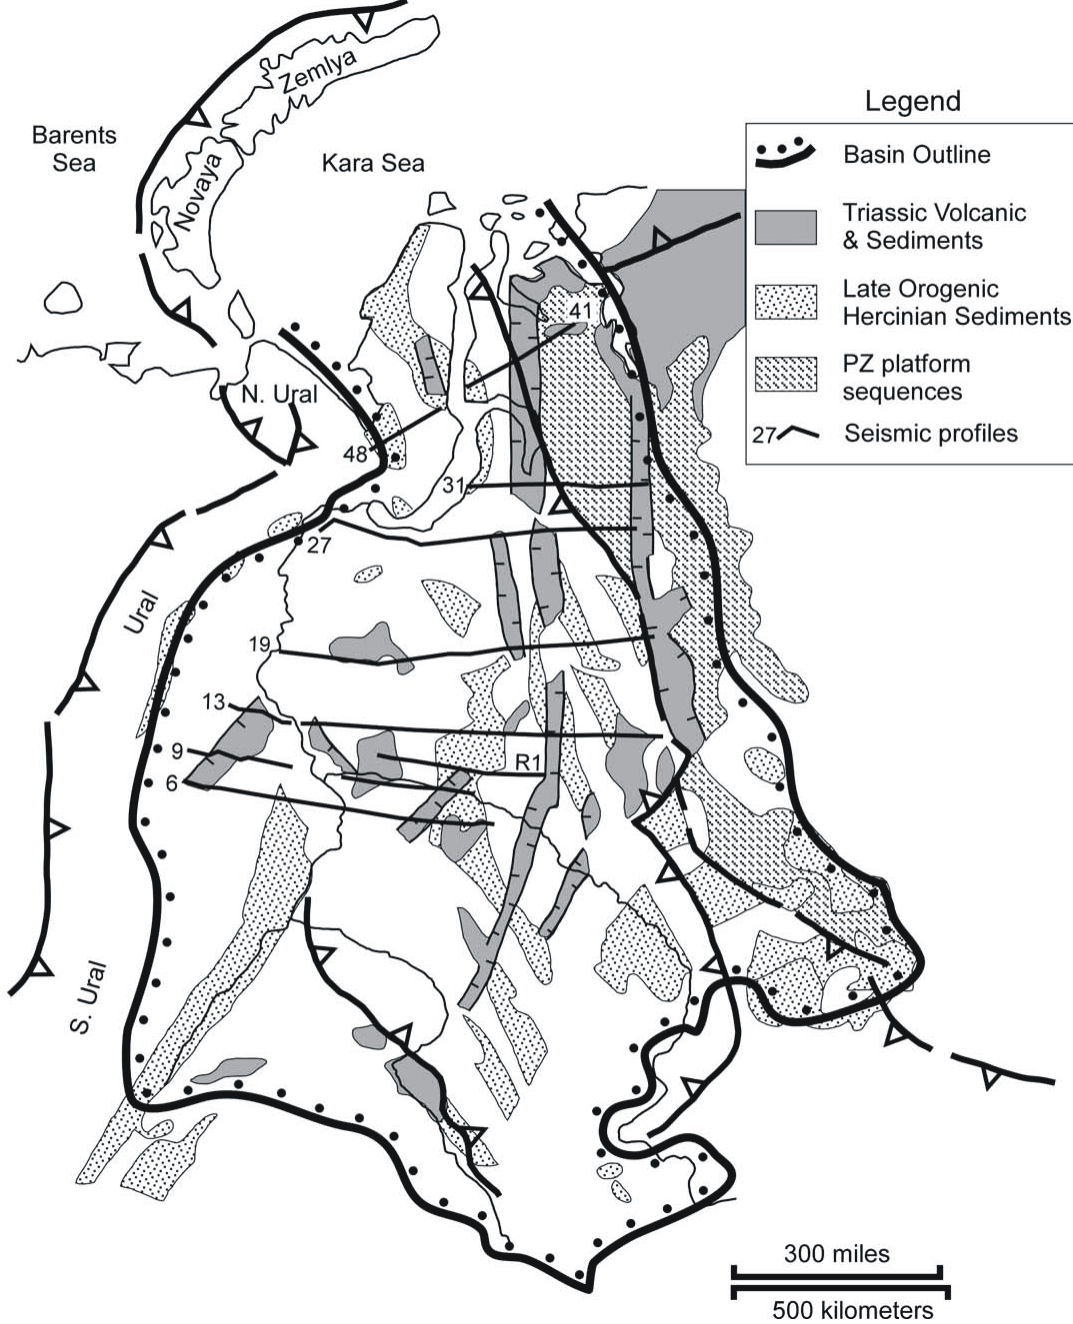 Zemlya
Barents
Sea
Novaya
Kara Sea
Legend
Basin Outline
Triassic Volcanic
& Sediments
Late Orogenic
Hercinian Sediments
PZ platform
sequences
27
Seismic profiles
41
N. Ural
48
31
27
Ural
19
13
9
R1
6
S. Ural
300 miles
500 kilometers